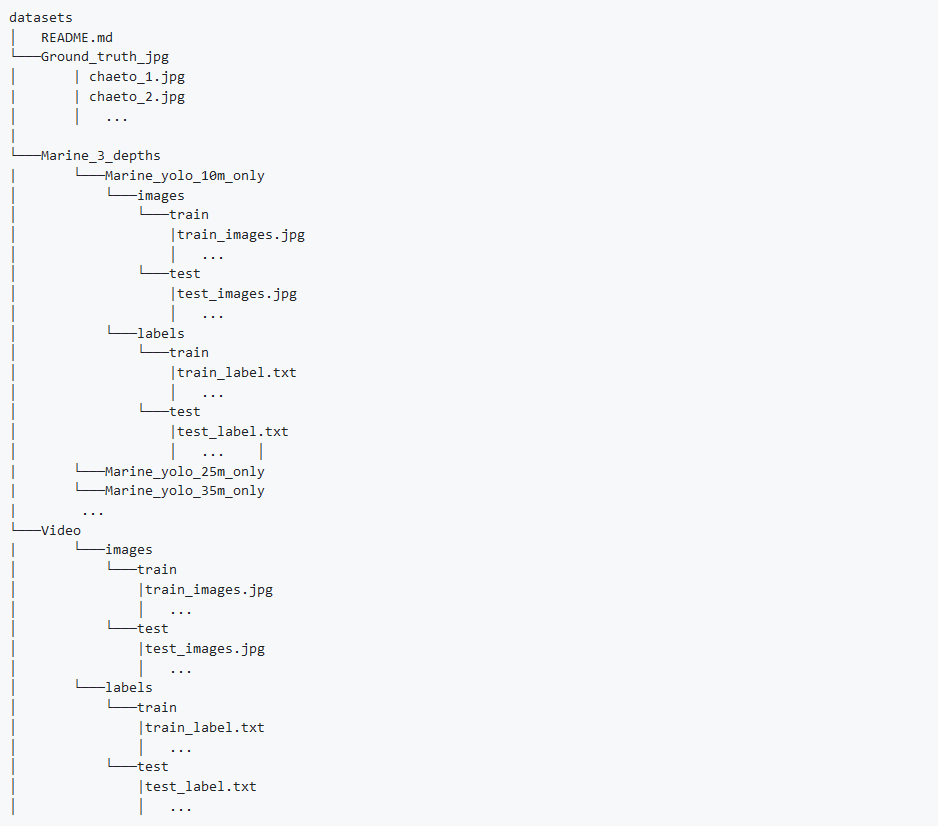 datasets
│   README.md
└───Ground_truth_jpg
│       │ chaeto_1.jpg
│       │ chaeto_2.jpg
│       │   ...
│
└───Marine_3_depths
|       └───Marine_yolo_10m_only
│           └───images
│               └───train
│                   |train_images.jpg
│                   │   ...
│               └───test
│                   |test_images.jpg
│                   │   ...
│           └───labels
│               └───train
│                   |train_label.txt
│                   │   ...
│               └───test
│                   |test_label.txt
│                   │   ...    │
|       └───Marine_yolo_25m_only
|       └───Marine_yolo_35m_only
│        ...
└───Video
|       └───images
│           └───train
│               |train_images.jpg
│               │   ...
│           └───test
│               |test_images.jpg
│               │   ...
│       └───labels
│           └───train
│               |train_label.txt
│               │   ...
│           └───test
│               |test_label.txt
│               │   ...